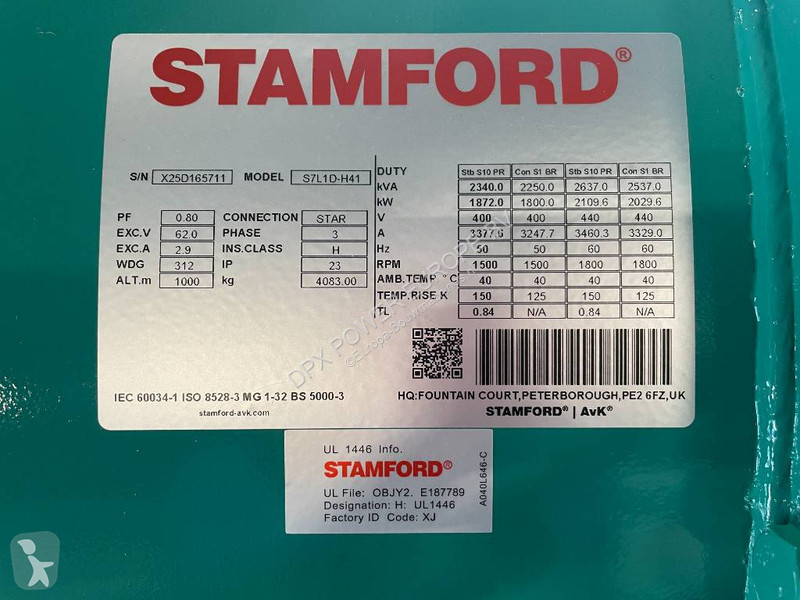 STAMFORD®
S/N X25D165711 MODEL S7L1D-H41
PF 0.80 CONNECTION STAR
EXC.V 62.0 PHASE 3
EXC.A 2.9 INS.CLASS H
WDG 312 IP 23
ALT.m 1000 kg 4083.00
DUTY Stb S10 PR Con S1 BR Stb S10 PR Con S1 BR
kVA 2340.0 2250.0 2637.0 2537.0
kW 1872.0 1800.0 2109.6 2029.6
V 400 400 440 440
A 3377.6 3247.7 3460.3 3329.0
Hz 50 50 60 60
RPM 1500 1500 1800 1800
AMB.TEMP. °C 40 40 40 40
TEMP.RISE K 150 125 150 125
TL 0.84 N/A 0.84 N/A
IEC 60034-1 ISO 8528-3 MG 1-32 BS 5000-3
stamford-avk.com
HQ:FOUNTAIN COURT,PETERBOROUGH,PE2 6FZ,UK
STAMFORD® | AvK®
UL 1446 Info.
STAMFORD®
UL File: OBJY2. E187789
Designation: H: UL1446
Factory ID Code: XJ
A040L646-C